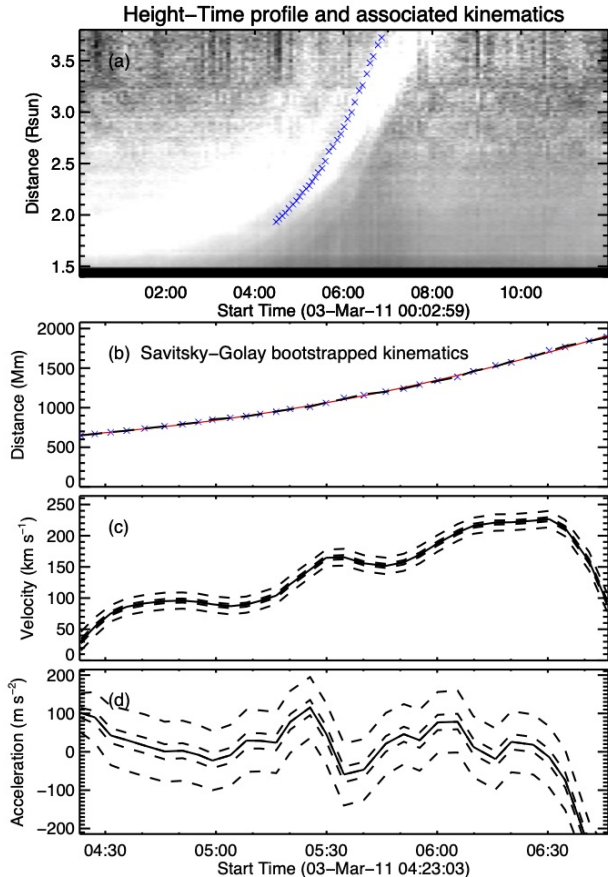 Height-Time profile and associated kinematics
(a)
Distance (Rsun)
3.5
3.0
2.5
2.0
1.5
02:00 04:00 06:00 08:00 10:00
Start Time (03-Mar-11 00:02:59)
(b) Savitsky-Golay bootstrapped kinematics
Distance (Mm)
2000
1500
1000
500
0
(c)
Velocity (km s⁻¹)
250
200
150
100
50
0
(d)
Acceleration (m s⁻²)
200
100
0
-100
-200
04:30 05:00 05:30 06:00 06:30
Start Time (03-Mar-11 04:23:03)